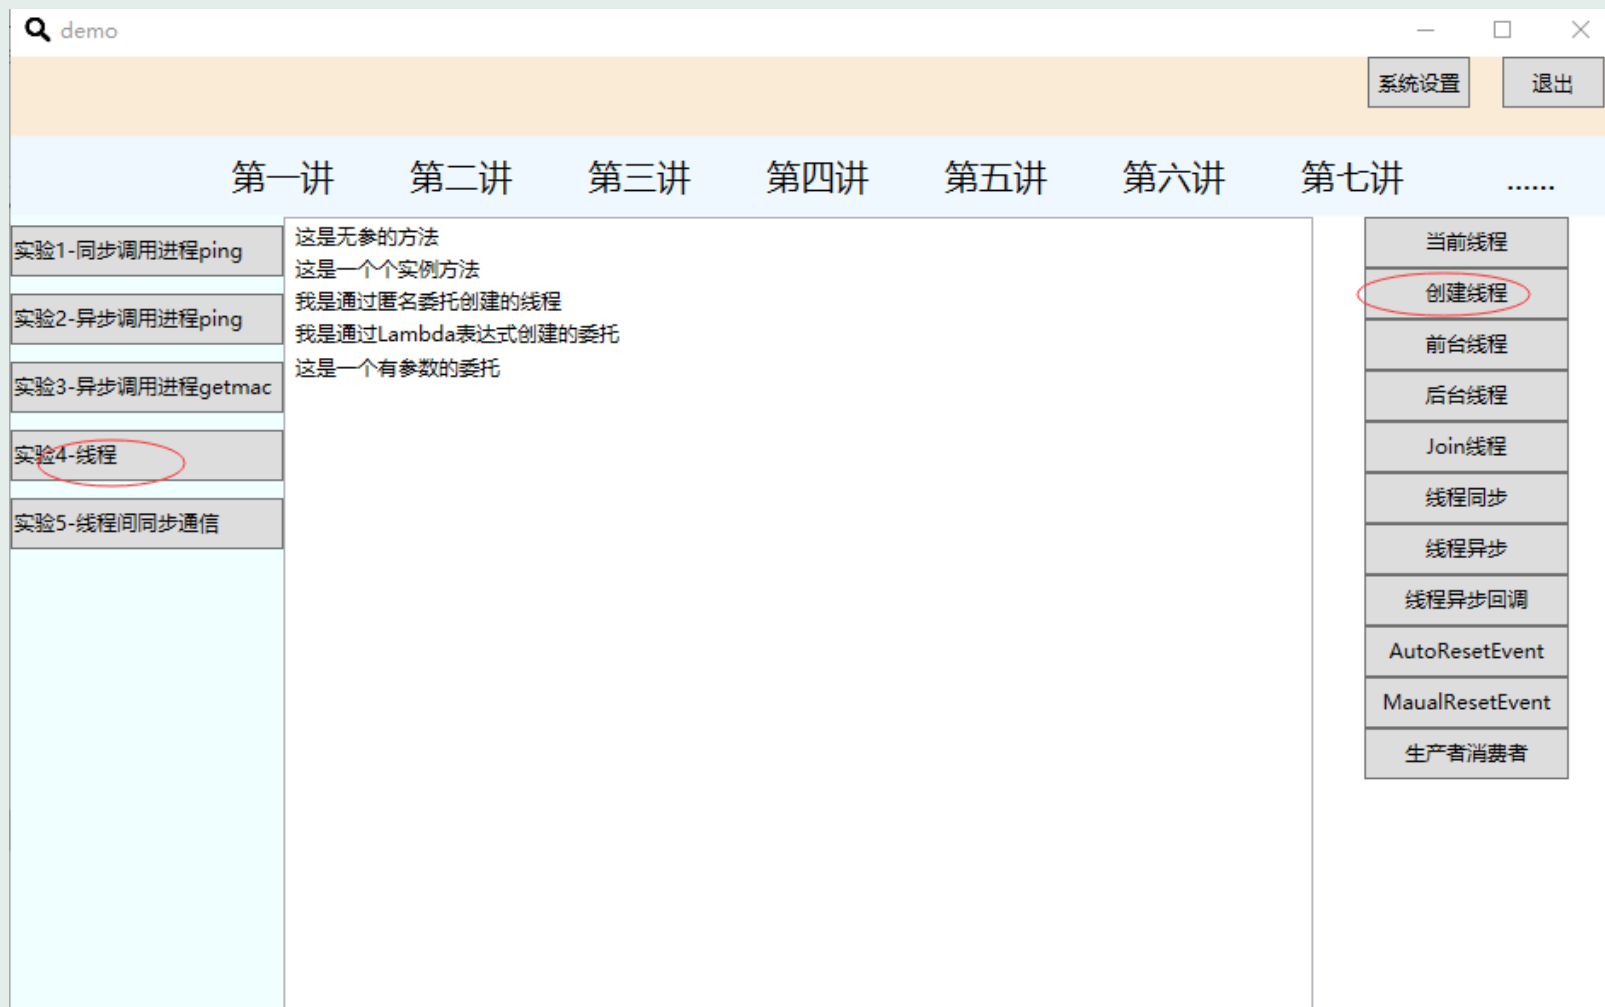 demo
系统设置 退出
第一讲 第二讲 第三讲 第四讲 第五讲 第六讲 第七讲 ......
实验1-同步调用进程ping
实验2-异步调用进程ping
实验3-异步调用进程getmac
实验4-线程
实验5-线程间同步通信
这是无参的方法
这是一个个实例方法
我是通过匿名委托创建的线程
我是通过Lambda表达式创建的委托
这是一个有参数的委托
当前线程
创建线程
前台线程
后台线程
Join线程
线程同步
线程异步
线程异步回调
AutoResetEvent
MaualResetEvent
生产者消费者